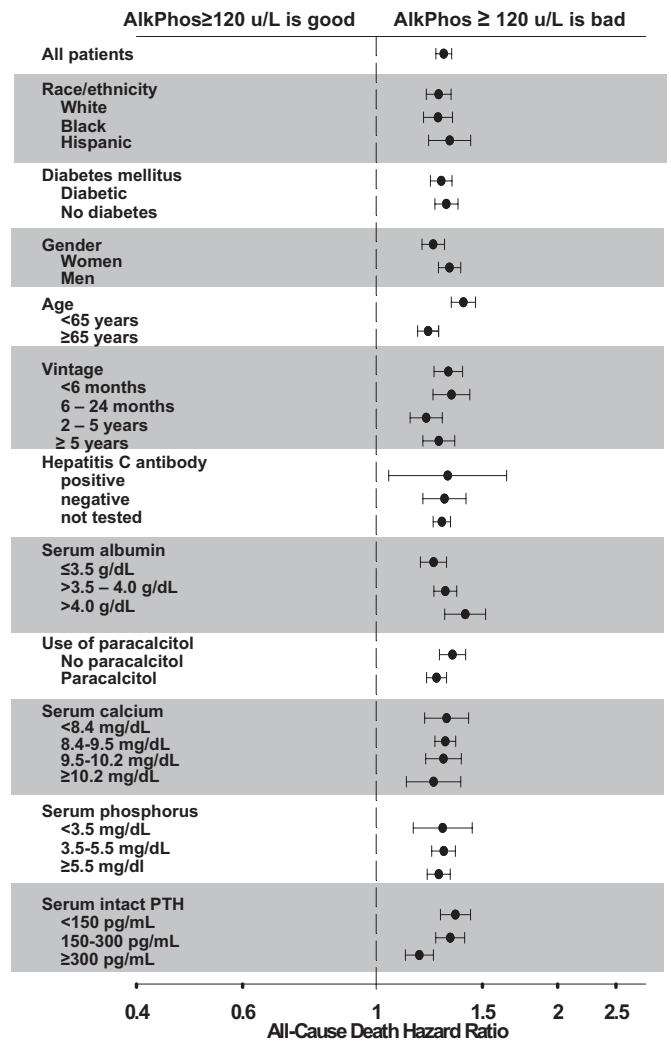 AlkPhos≥120 u/L is good AlkPhos ≥ 120 u/L is bad
All patients
Race/ethnicity
White
Black
Hispanic
Diabetes mellitus
Diabetic
No diabetes
Gender
Women
Men
Age
<65 years
≥65 years
Vintage
<6 months
6 – 24 months
2 – 5 years
≥ 5 years
Hepatitis C antibody
positive
negative
not tested
Serum albumin
≤3.5 g/dL
>3.5 – 4.0 g/dL
>4.0 g/dL
Use of paracalcitol
No paracalcitol
Paracalcitol
Serum calcium
<8.4 mg/dL
8.4-9.5 mg/dL
9.5-10.2 mg/dL
≥10.2 mg/dL
Serum phosphorus
<3.5 mg/dL
3.5-5.5 mg/dL
≥5.5 mg/dl
Serum intact PTH
<150 pg/mL
150-300 pg/mL
≥300 pg/mL
0.4 0.6 1 1.5 2 2.5
All-Cause Death Hazard Ratio